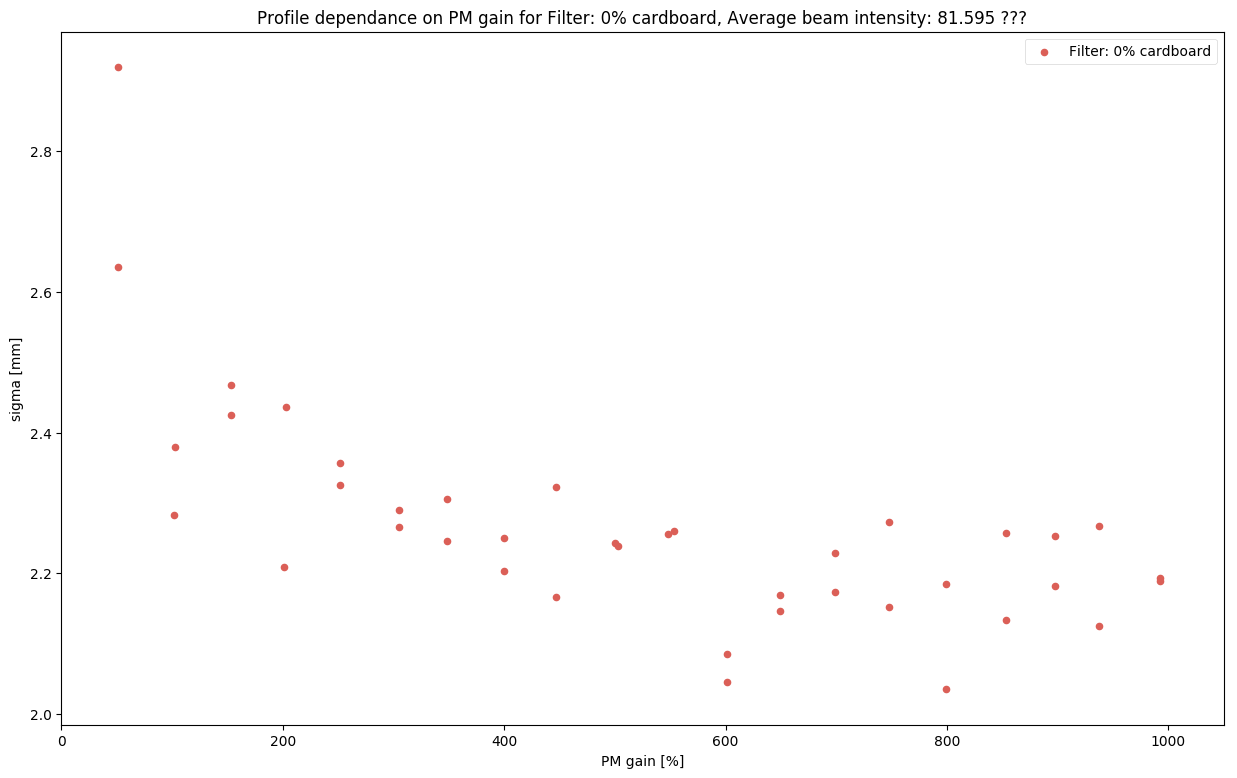 Profile dependance on PM gain for Filter: 0% cardboard, Average beam intensity: 81.595 ???
Filter: 0% cardboard
2.8
2.6
2.4
2.2
2.0
sigma [mm]
0 200 400 600 800 1000
PM gain [%]